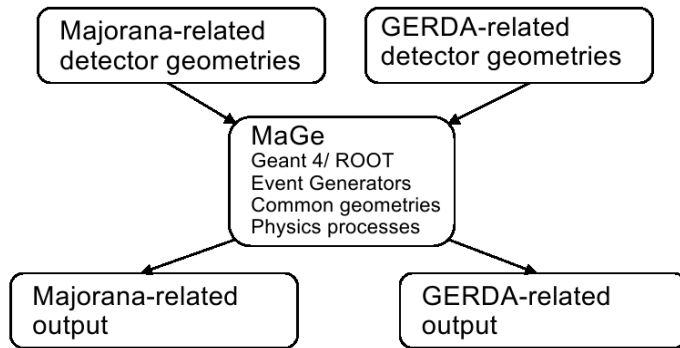 Majorana-related
detector geometries
GERDA-related
detector geometries
MaGe
Geant 4/ ROOT
Event Generators
Common geometries
Physics processes
Majorana-related
output
GERDA-related
output